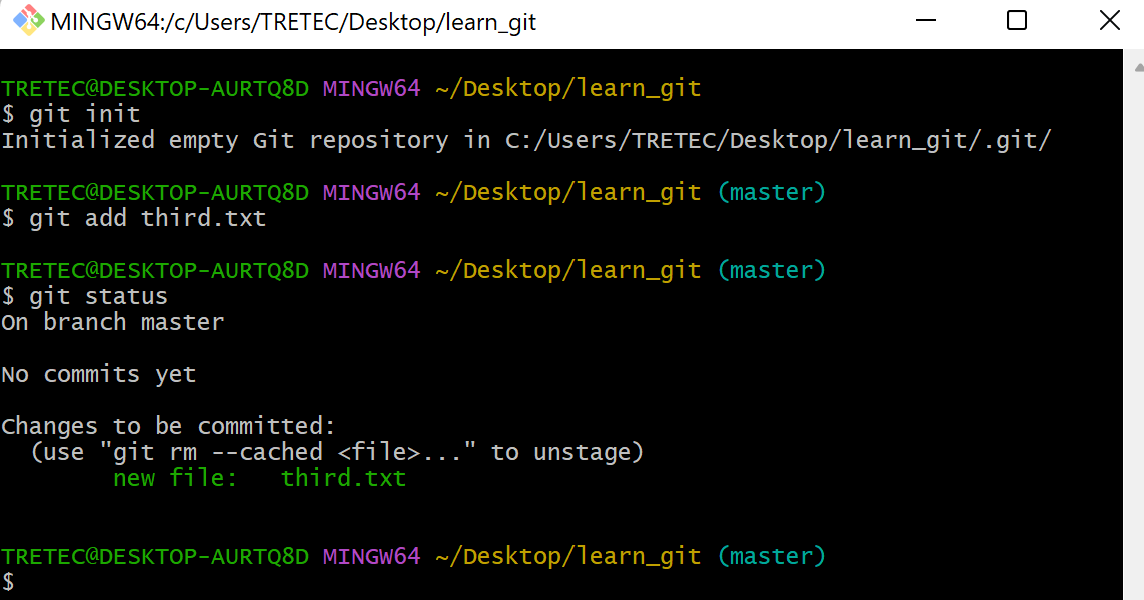 MINGW64:/c/Users/TRETEC/Desktop/learn_git
TRETEC@DESKTOP-AURTQ8D MINGW64 ~/Desktop/learn_git
$ git init
Initialized empty Git repository in C:/Users/TRETEC/Desktop/learn_git/.git/
TRETEC@DESKTOP-AURTQ8D MINGW64 ~/Desktop/learn_git (master)
$ git add third.txt
TRETEC@DESKTOP-AURTQ8D MINGW64 ~/Desktop/learn_git (master)
$ git status
On branch master
No commits yet
Changes to be committed:
  (use "git rm --cached <file>..." to unstage)
        new file:   third.txt
TRETEC@DESKTOP-AURTQ8D MINGW64 ~/Desktop/learn_git (master)
$